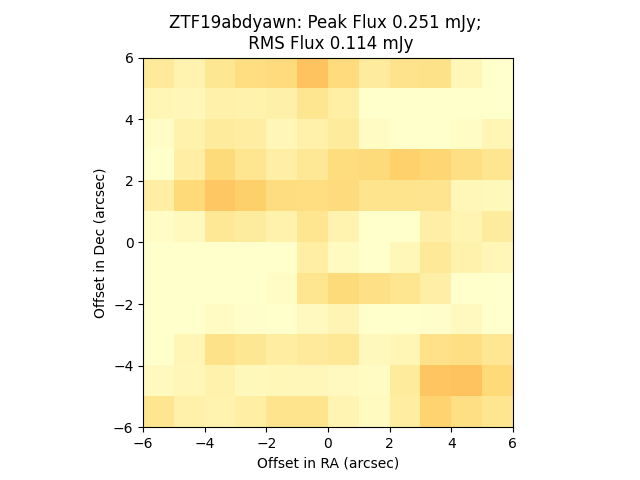 ZTF19abdyawn: Peak Flux 0.251 mJy;
RMS Flux 0.114 mJy
6
4
2
0
−2
−4
−6
Offset in Dec (arcsec)
−6 −4 −2 0 2 4 6
Offset in RA (arcsec)